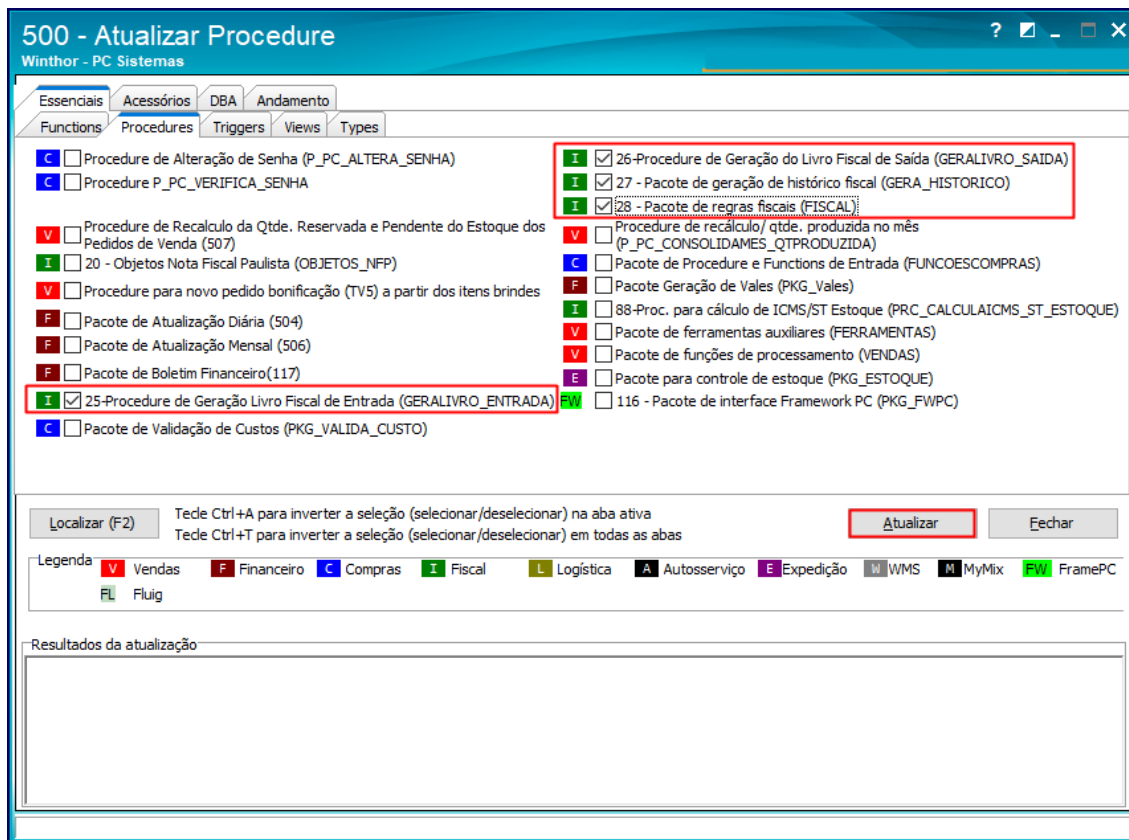 500 - Atualizar Procedure
Winthor - PC Sistemas
Essenciais Acessórios DBA Andamento
Functions Procedures Triggers Views Types
C Procedure de Alteração de Senha (P_PC_ALTERA_SENHA)
C Procedure P_PC_VERIFICA_SENHA
V Procedure de Recalculo da Qtde. Reservada e Pendente do Estoque dos
Pedidos de Venda (507)
I 20 - Objetos Nota Fiscal Paulista (OBJETOS_NFP)
V Procedure para novo pedido bonificação (TV5) a partir dos itens brindes
F Pacote de Atualização Diária (504)
F Pacote de Atualização Mensal (506)
F Pacote de Boletim Financeiro(117)
I 25-Procedure de Geração Livro Fiscal de Entrada (GERALIVRO_ENTRADA)
C Pacote de Validação de Custos (PKG_VALIDA_CUSTO)
I 26-Procedure de Geração do Livro Fiscal de Saída (GERALIVRO_SAIDA)
I 27 - Pacote de geração de histórico fiscal (GERA_HISTORICO)
I 28 - Pacote de regras fiscais (FISCAL)
V Procedure de recálculo/ qtde. produzida no mês
(P_PC_CONSOLIDAMES_QTPRODUZIDA)
C Pacote de Procedure e Functions de Entrada (FUNCOESCOMPRAS)
F Pacote Geração de Vales (PKG_Vales)
I 88-Proc. para cálculo de ICMS/ST Estoque (PRC_CALCULAICMS_ST_ESTOQUE)
V Pacote de ferramentas auxiliares (FERRAMENTAS)
V Pacote de funções de processamento (VENDAS)
E Pacote para controle de estoque (PKG_ESTOQUE)
FW 116 - Pacote de interface Framework PC (PKG_FWPC)
Localizar (F2)
Tecle Ctrl+A para inverter a seleção (selecionar/deselecionar) na aba ativa
Tecle Ctrl+T para inverter a seleção (selecionar/deselecionar) em todas as abas
Atualizar Fechar
Legenda
V Vendas F Financeiro C Compras I Fiscal L Logística A Autosserviço E Expedição W WMS M MyMix FW FramePC
FL Fluig
Resultados da atualização